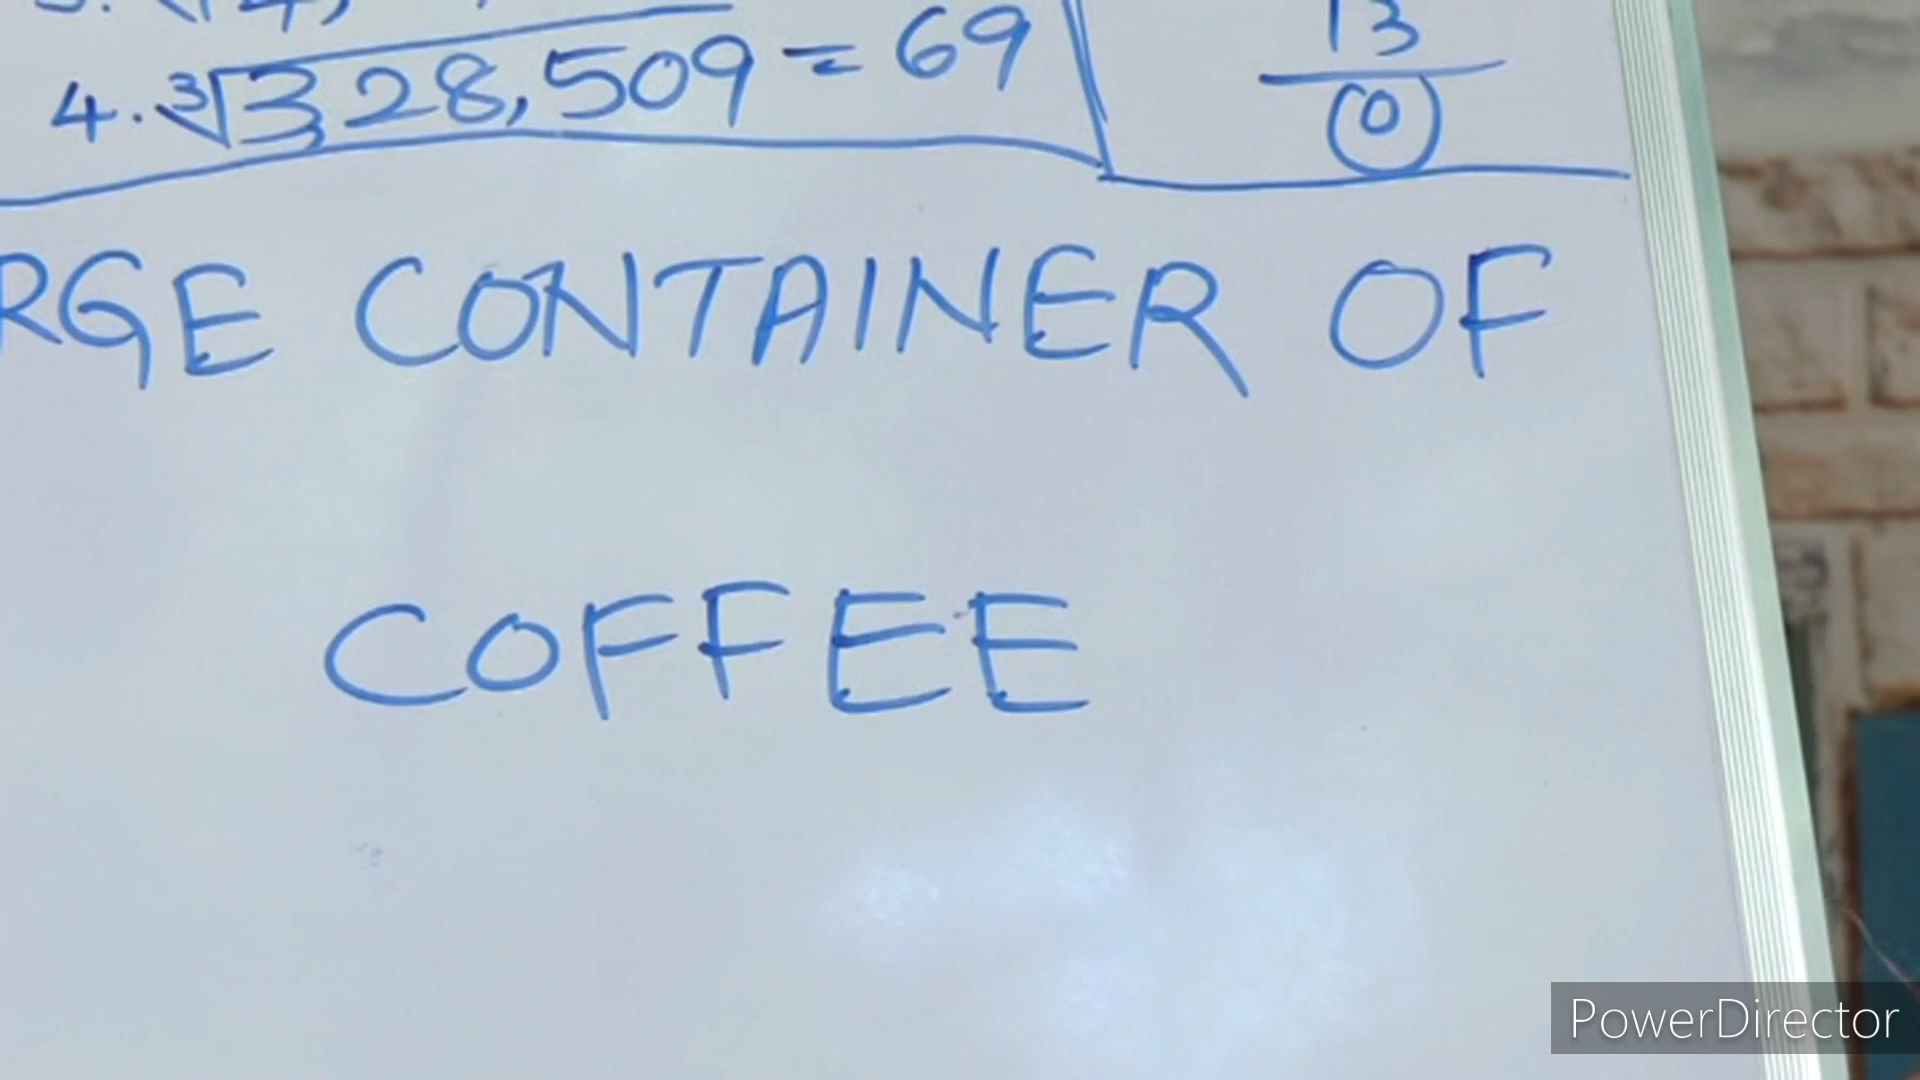 4. ∛328,509 = 69
13
0
RGE CONTAINER OF
COFFEE
PowerDirector